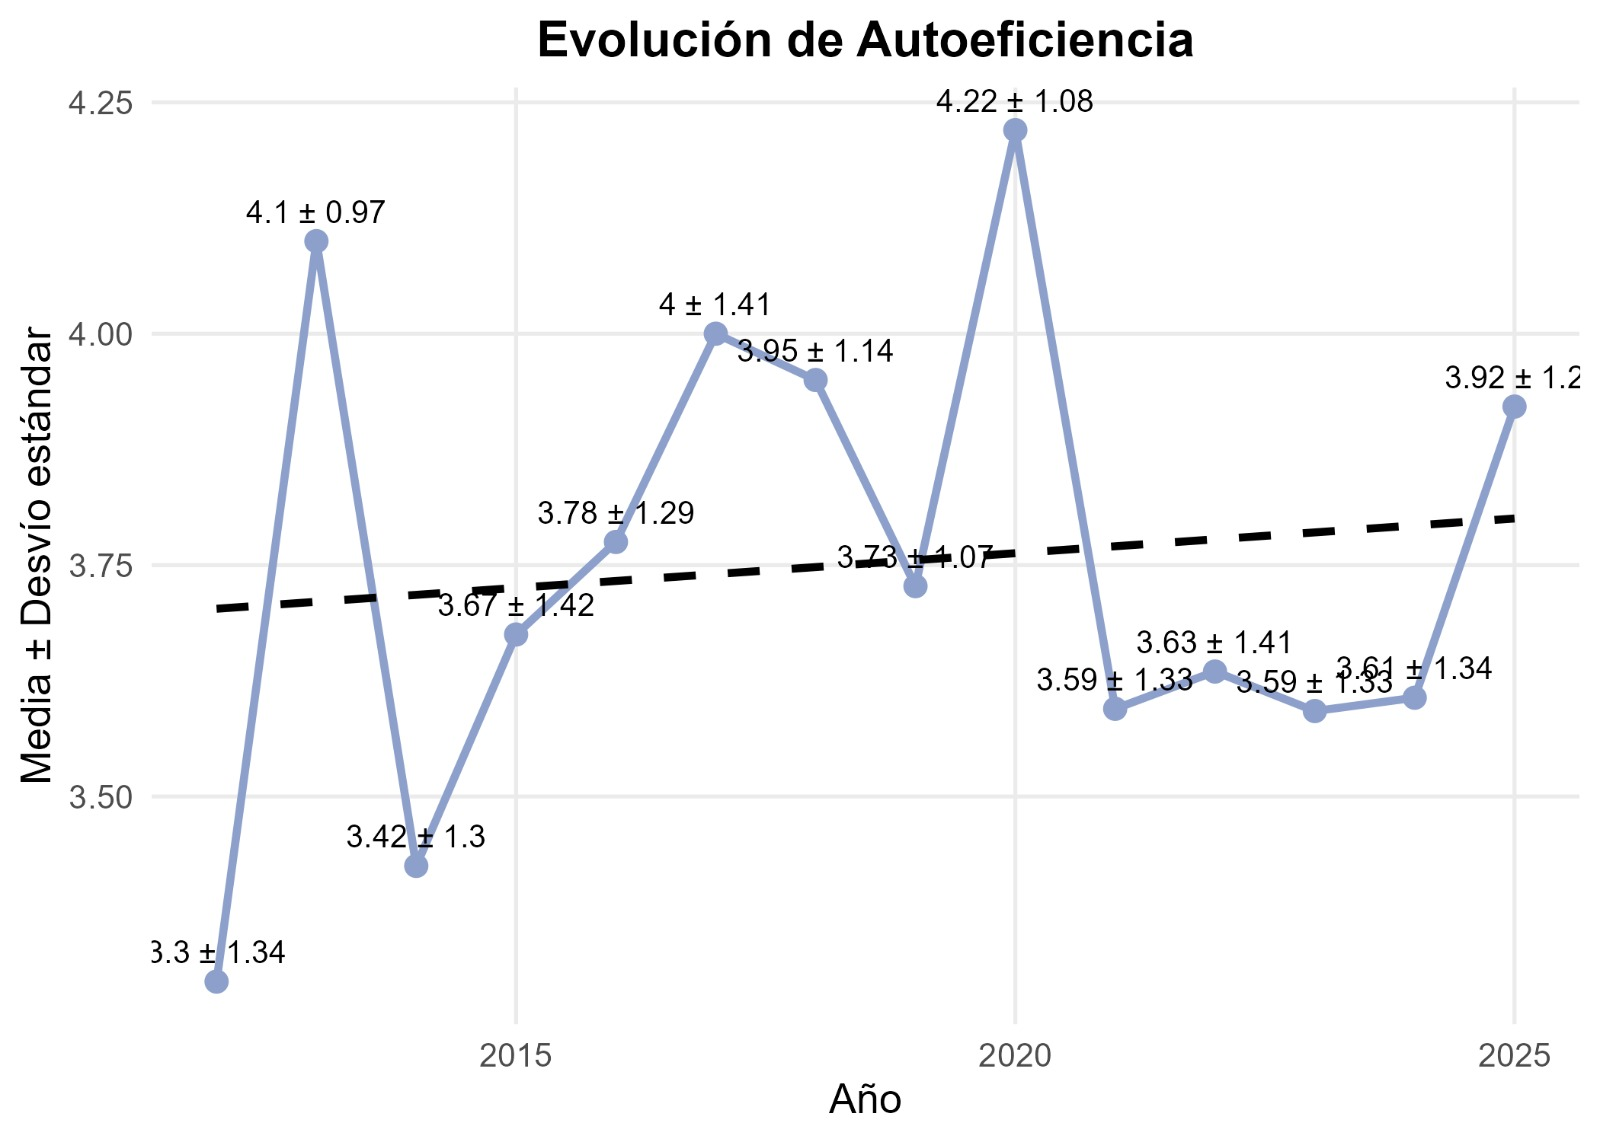 Evolución de Autoeficiencia
4.25
4.22 ± 1.08
4.1 ± 0.97
4 ± 1.41
4.00
3.95 ± 1.14
3.92 ± 1.2
3.78 ± 1.29
3.75
3.73 ± 1.07
3.67 ± 1.42
3.63 ± 1.41
3.59 ± 1.33
3.59 ± 1.33
3.61 ± 1.34
3.50
3.42 ± 1.3
3.3 ± 1.34
Media ± Desvío estándar
2015
2020
2025
Año